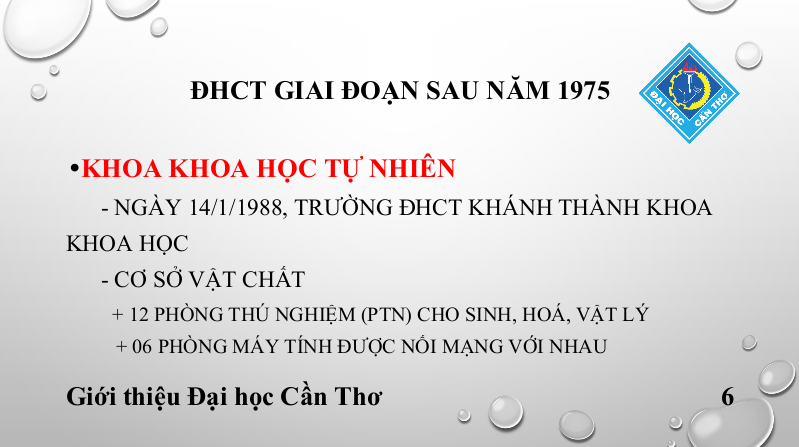 ĐHCT GIAI ĐOẠN SAU NĂM 1975
ĐẠI HỌC CẦN THƠ
•KHOA KHOA HỌC TỰ NHIÊN
- NGÀY 14/1/1988, TRƯỜNG ĐHCT KHÁNH THÀNH KHOA
KHOA HỌC
- CƠ SỞ VẬT CHẤT
+ 12 PHÒNG THÚ NGHIỆM (PTN) CHO SINH, HOÁ, VẬT LÝ
+ 06 PHÒNG MÁY TÍNH ĐƯỢC NỐI MẠNG VỚI NHAU
Giới thiệu Đại học Cần Thơ 6